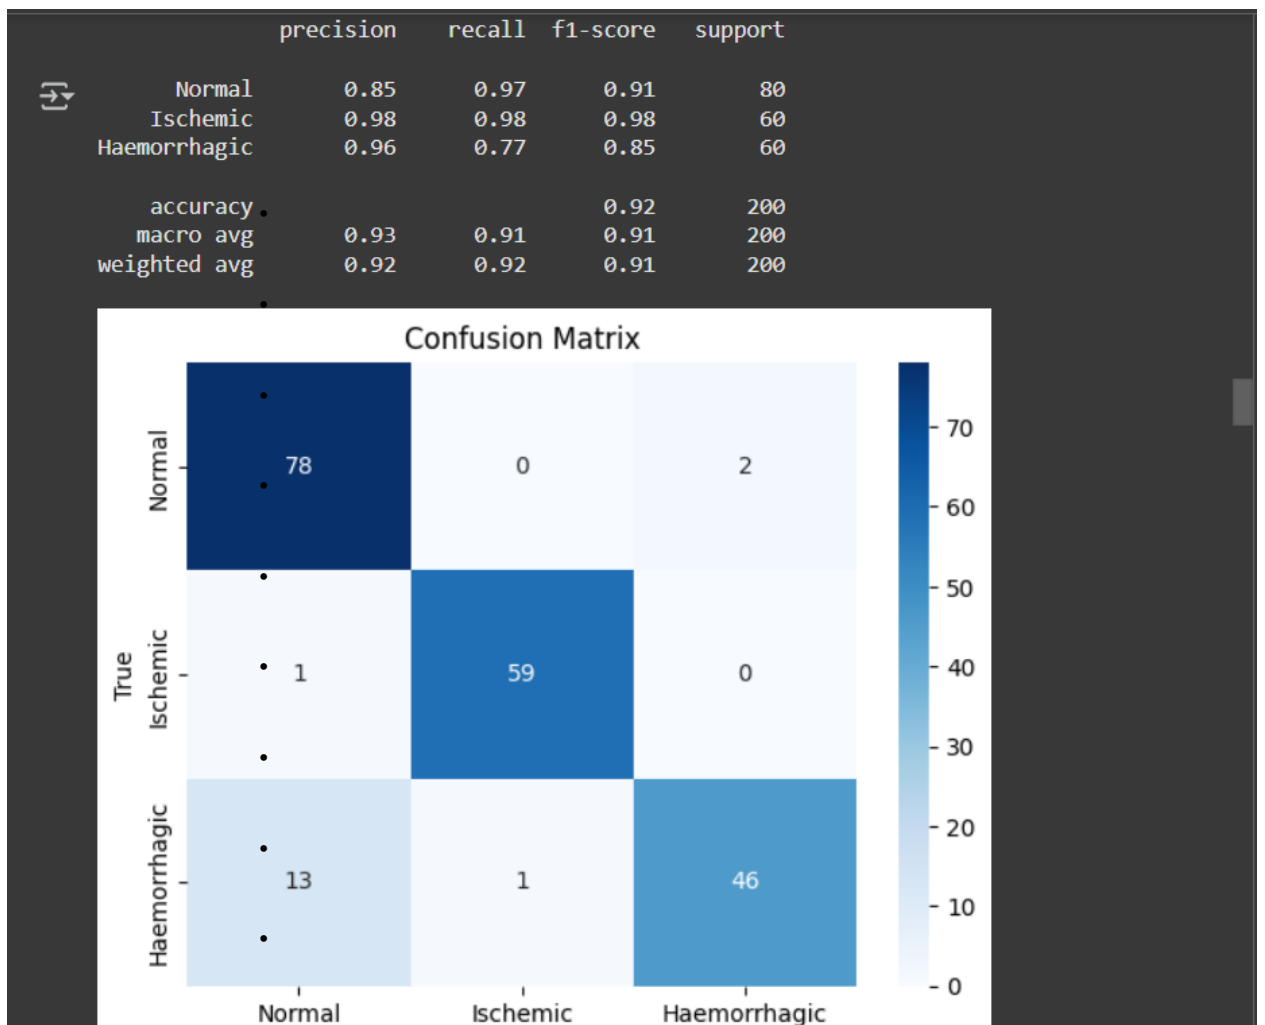 precision recall f1-score support
Normal 0.85 0.97 0.91 80
Ischemic 0.98 0.98 0.98 60
Haemorrhagic 0.96 0.77 0.85 60
accuracy 0.92 200
macro avg 0.93 0.91 0.91 200
weighted avg 0.92 0.92 0.91 200
Confusion Matrix
70
Normal 78 0 2
60
50
True
Ischemic 1 59 0
40
30
20
Haemorrhagic 13 1 46
10
0
Normal Ischemic Haemorrhagic